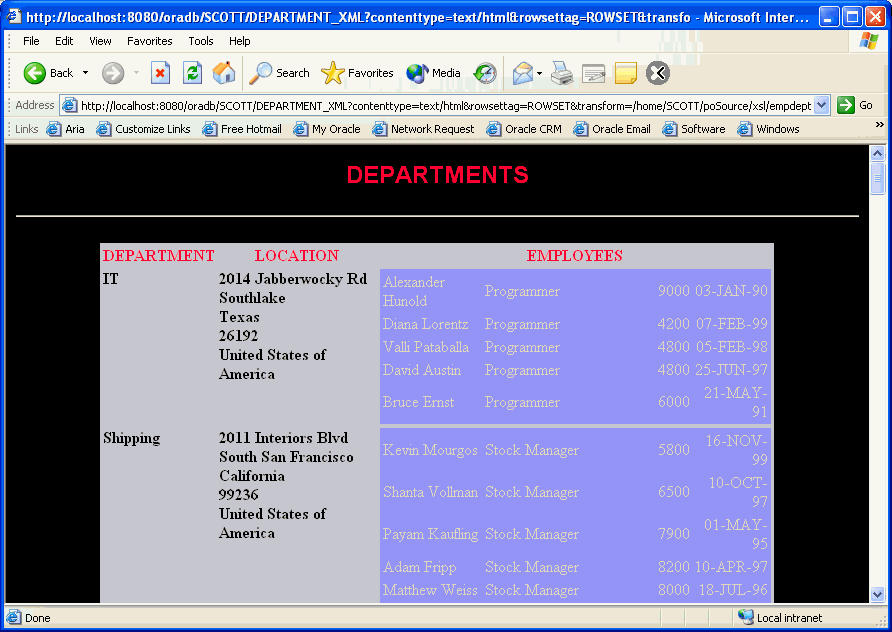 http://localhost:8080/oradb/SCOTT/DEPARTMENT_XML?contenttype=text/html&rowsettag=ROWSET&transfo - Microsoft Inter...
File Edit View Favorites Tools Help
Back Search Favorites Media
Address http://localhost:8080/oradb/SCOTT/DEPARTMENT_XML?contenttype=text/html&rowsettag=ROWSET&transform=/home/SCOTT/poSource/xsl/empdept Go
Links Aria Customize Links Free Hotmail My Oracle Network Request Oracle CRM Oracle Email Software Windows »
DEPARTMENTS
DEPARTMENT LOCATION EMPLOYEES
IT
2014 Jabberwocky Rd
Southlake
Texas
26192
United States of
America
Alexander
Hunold Programmer 9000 03-JAN-90
Diana Lorentz Programmer 4200 07-FEB-99
Valli Pataballa Programmer 4800 05-FEB-98
David Austin Programmer 4800 25-JUN-97
Bruce Ernst Programmer 6000 21-MAY-
91
Shipping
2011 Interiors Blvd
South San Francisco
California
99236
United States of
America
Kevin Mourgos Stock Manager 5800 16-NOV-
99
Shanta Vollman Stock Manager 6500 10-OCT-
97
Payam Kaufling Stock Manager 7900 01-MAY-
95
Adam Fripp Stock Manager 8200 10-APR-97
Matthew Weiss Stock Manager 8000 18-JUL-96
Done Local intranet